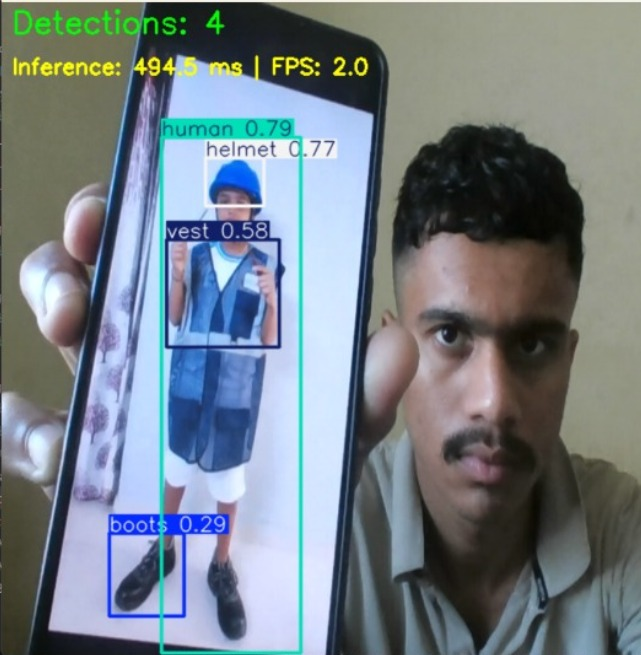 Detections: 4
Inference: 494.5 ms | FPS: 2.0
human 0.79
helmet 0.77
vest 0.58
boots 0.29